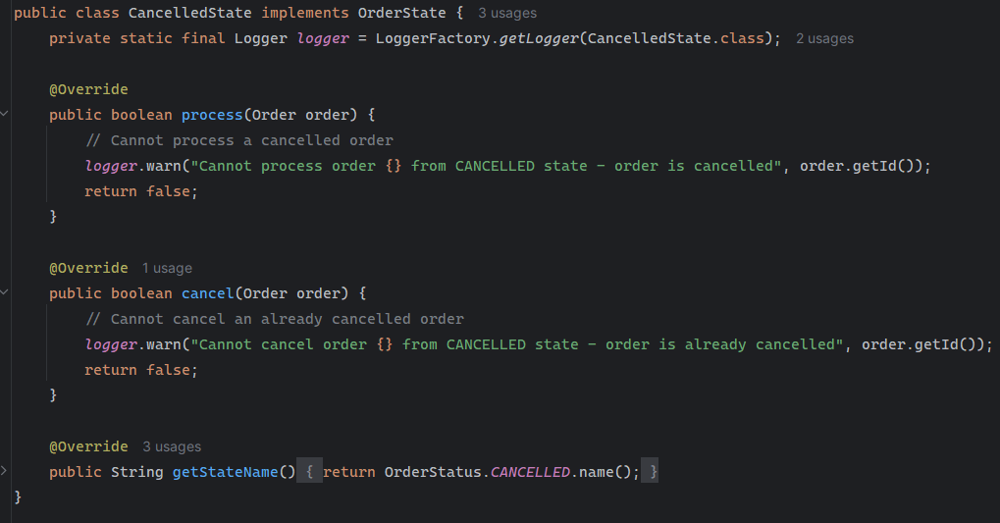 public class CancelledState implements OrderState {  3 usages
    private static final Logger logger = LoggerFactory.getLogger(CancelledState.class);  2 usages

    @Override
    public boolean process(Order order) {
        // Cannot process a cancelled order
        logger.warn("Cannot process order {} from CANCELLED state - order is cancelled", order.getId());
        return false;
    }

    @Override  1 usage
    public boolean cancel(Order order) {
        // Cannot cancel an already cancelled order
        logger.warn("Cannot cancel order {} from CANCELLED state - order is already cancelled", order.getId());
        return false;
    }

    @Override  3 usages
    public String getStateName() { return OrderStatus.CANCELLED.name(); }
}